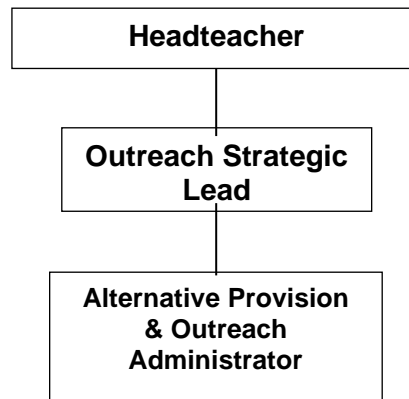 Headteacher
Outreach Strategic
Lead
Alternative Provision
& Outreach
Administrator